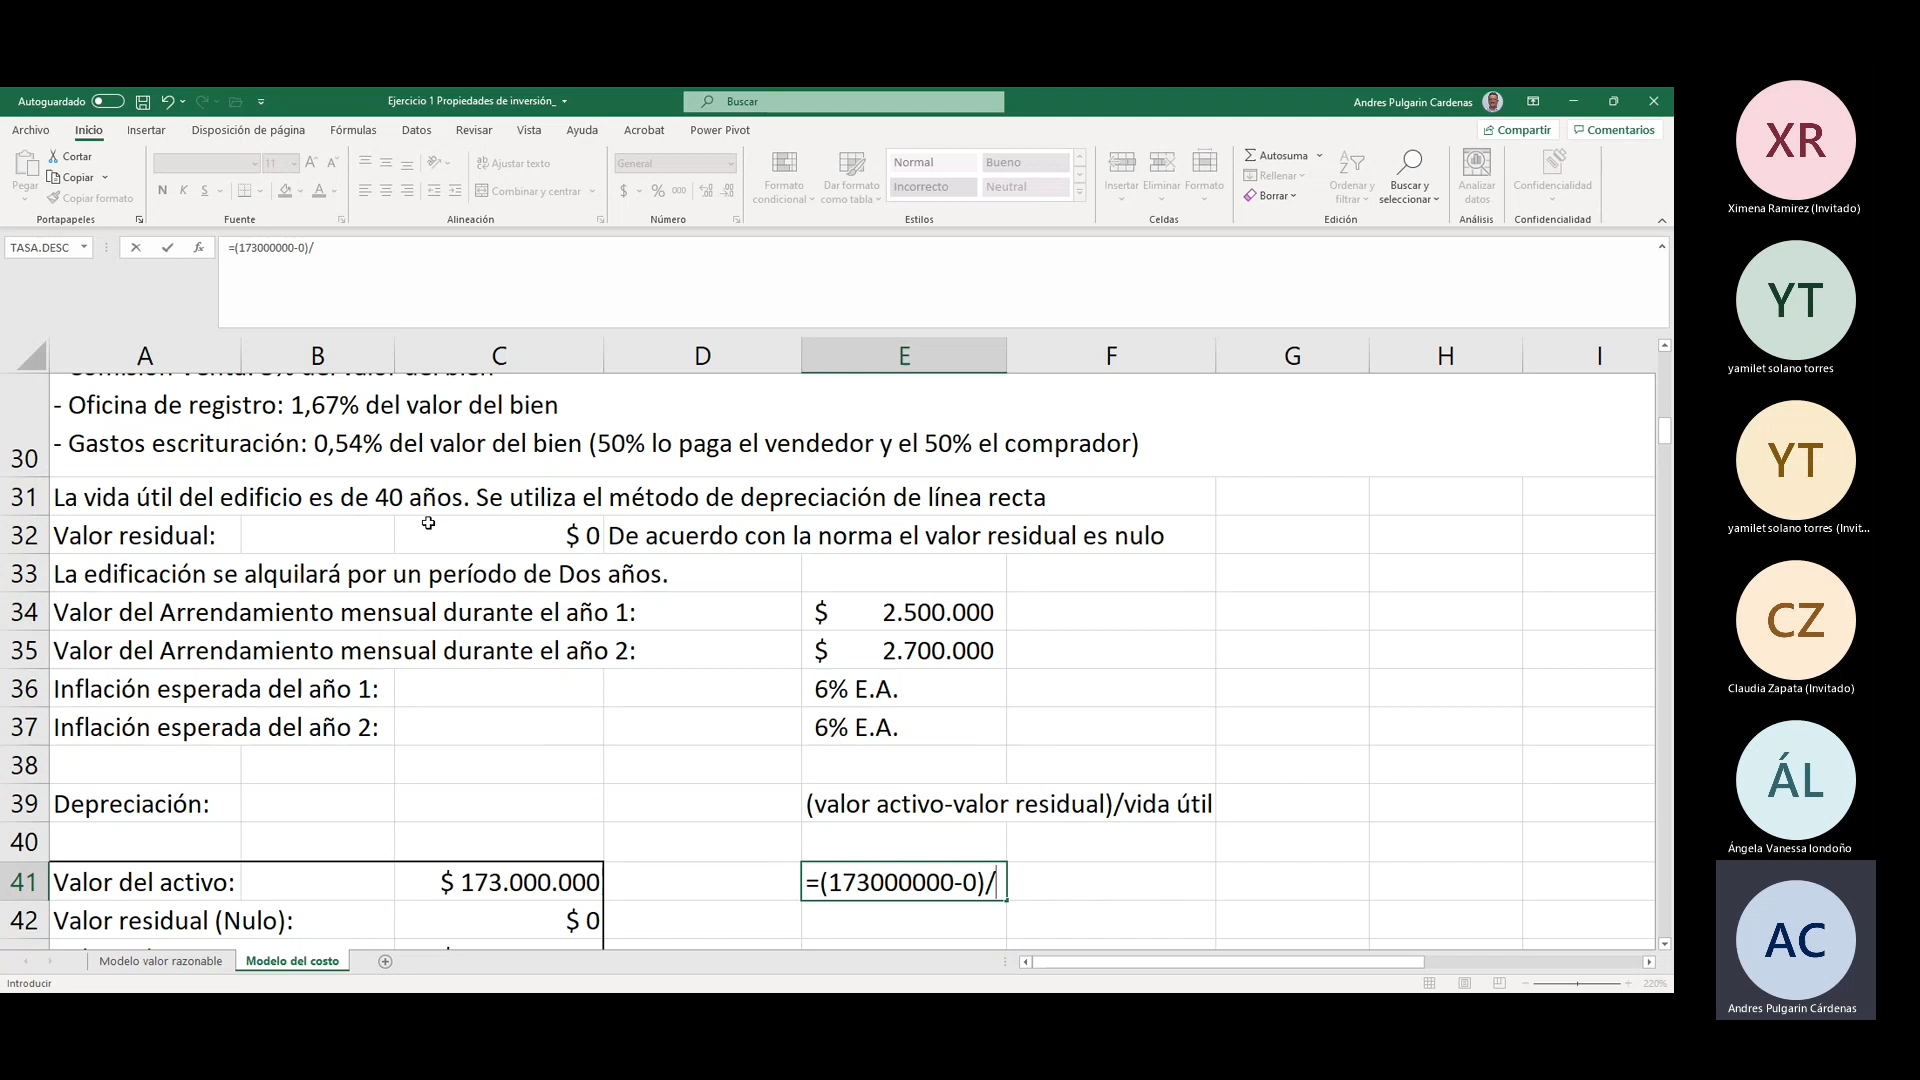 Autoguardado
Ejercicio 1 Propiedades de inversión_
Buscar
Andres Pulgarin Cardenas
Archivo Inicio Insertar Disposición de página Fórmulas Datos Revisar Vista Ayuda Acrobat Power Pivot
Compartir Comentarios
Pegar
Cortar
Copiar
Copiar formato
Portapapeles
11 A A
N K S A
Fuente
Ajustar texto
Combinar y centrar
Alineación
General
$ % 000
Número
Formato condicional
Dar formato como tabla
Normal Bueno
Incorrecto Neutral
Estilos
Insertar Eliminar Formato
Celdas
Autosuma
Rellenar
Borrar
Ordenar y filtrar
Buscar y seleccionar
Edición
Analizar datos
Análisis
Confidencialidad
Confidencialidad
TASA.DESC fx =(173000000-0)/
A B C D E F G H I
- Oficina de registro: 1,67% del valor del bien
30 - Gastos escrituración: 0,54% del valor del bien (50% lo paga el vendedor y el 50% el comprador)
31 La vida útil del edificio es de 40 años. Se utiliza el método de depreciación de línea recta
32 Valor residual: $ 0 De acuerdo con la norma el valor residual es nulo
33 La edificación se alquilará por un período de Dos años.
34 Valor del Arrendamiento mensual durante el año 1: $ 2.500.000
35 Valor del Arrendamiento mensual durante el año 2: $ 2.700.000
36 Inflación esperada del año 1: 6% E.A.
37 Inflación esperada del año 2: 6% E.A.
38
39 Depreciación: (valor activo-valor residual)/vida útil
40
41 Valor del activo: $ 173.000.000 =(173000000-0)/
42 Valor residual (Nulo): $ 0
Modelo valor razonable Modelo del costo
Introducir
220%
XR
Ximena Ramirez (Invitado)
YT
yamilet solano torres
YT
yamilet solano torres (Invit...
CZ
Claudia Zapata (Invitado)
ÁL
Ángela Vanessa londoño
AC
Andres Pulgarin Cárdenas